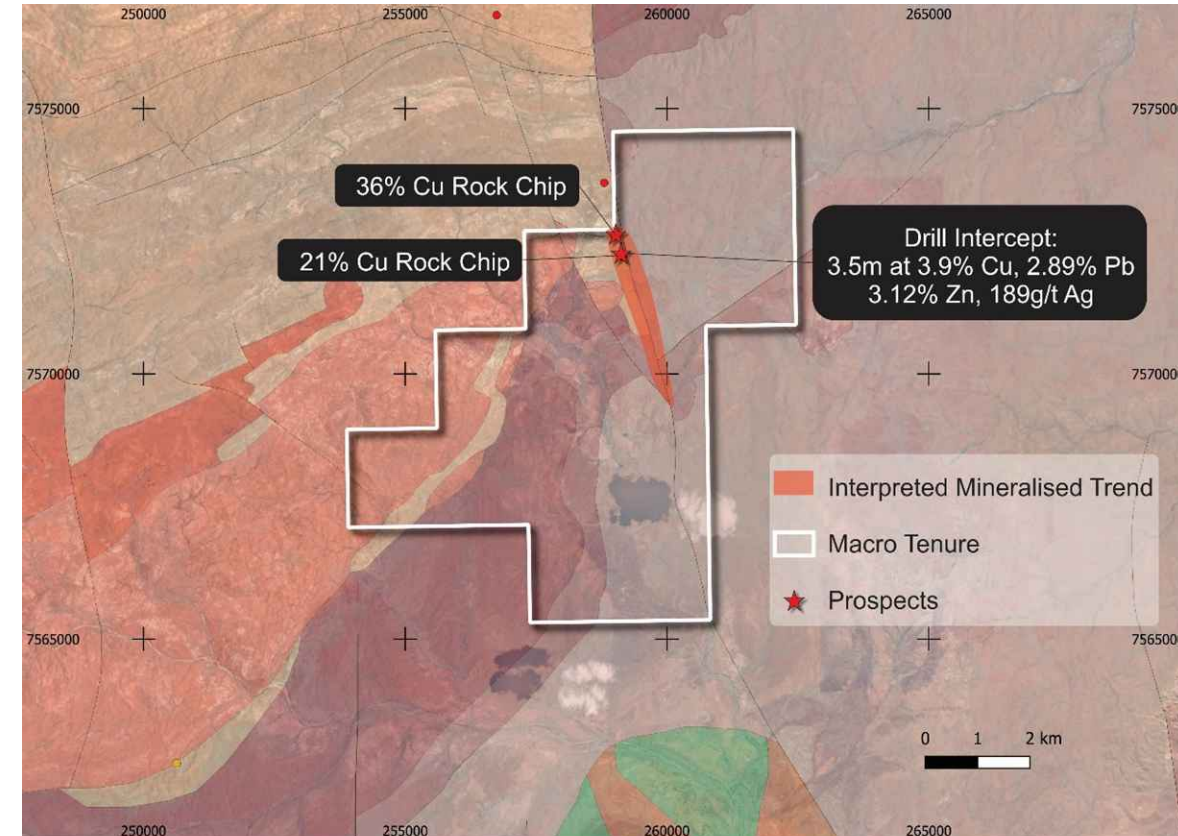 250000
255000
260000
265000
7575000
757500
36% Cu Rock Chip
21% Cu Rock Chip
Drill Intercept:
3.5m at 3.9% Cu, 2.89% Pb
3.12% Zn, 189g/t Ag
7570000
757000
Interpreted Mineralised Trend
Macro Tenure
Prospects
7565000
756500
0 1 2 km
250000
255000
260000
265000